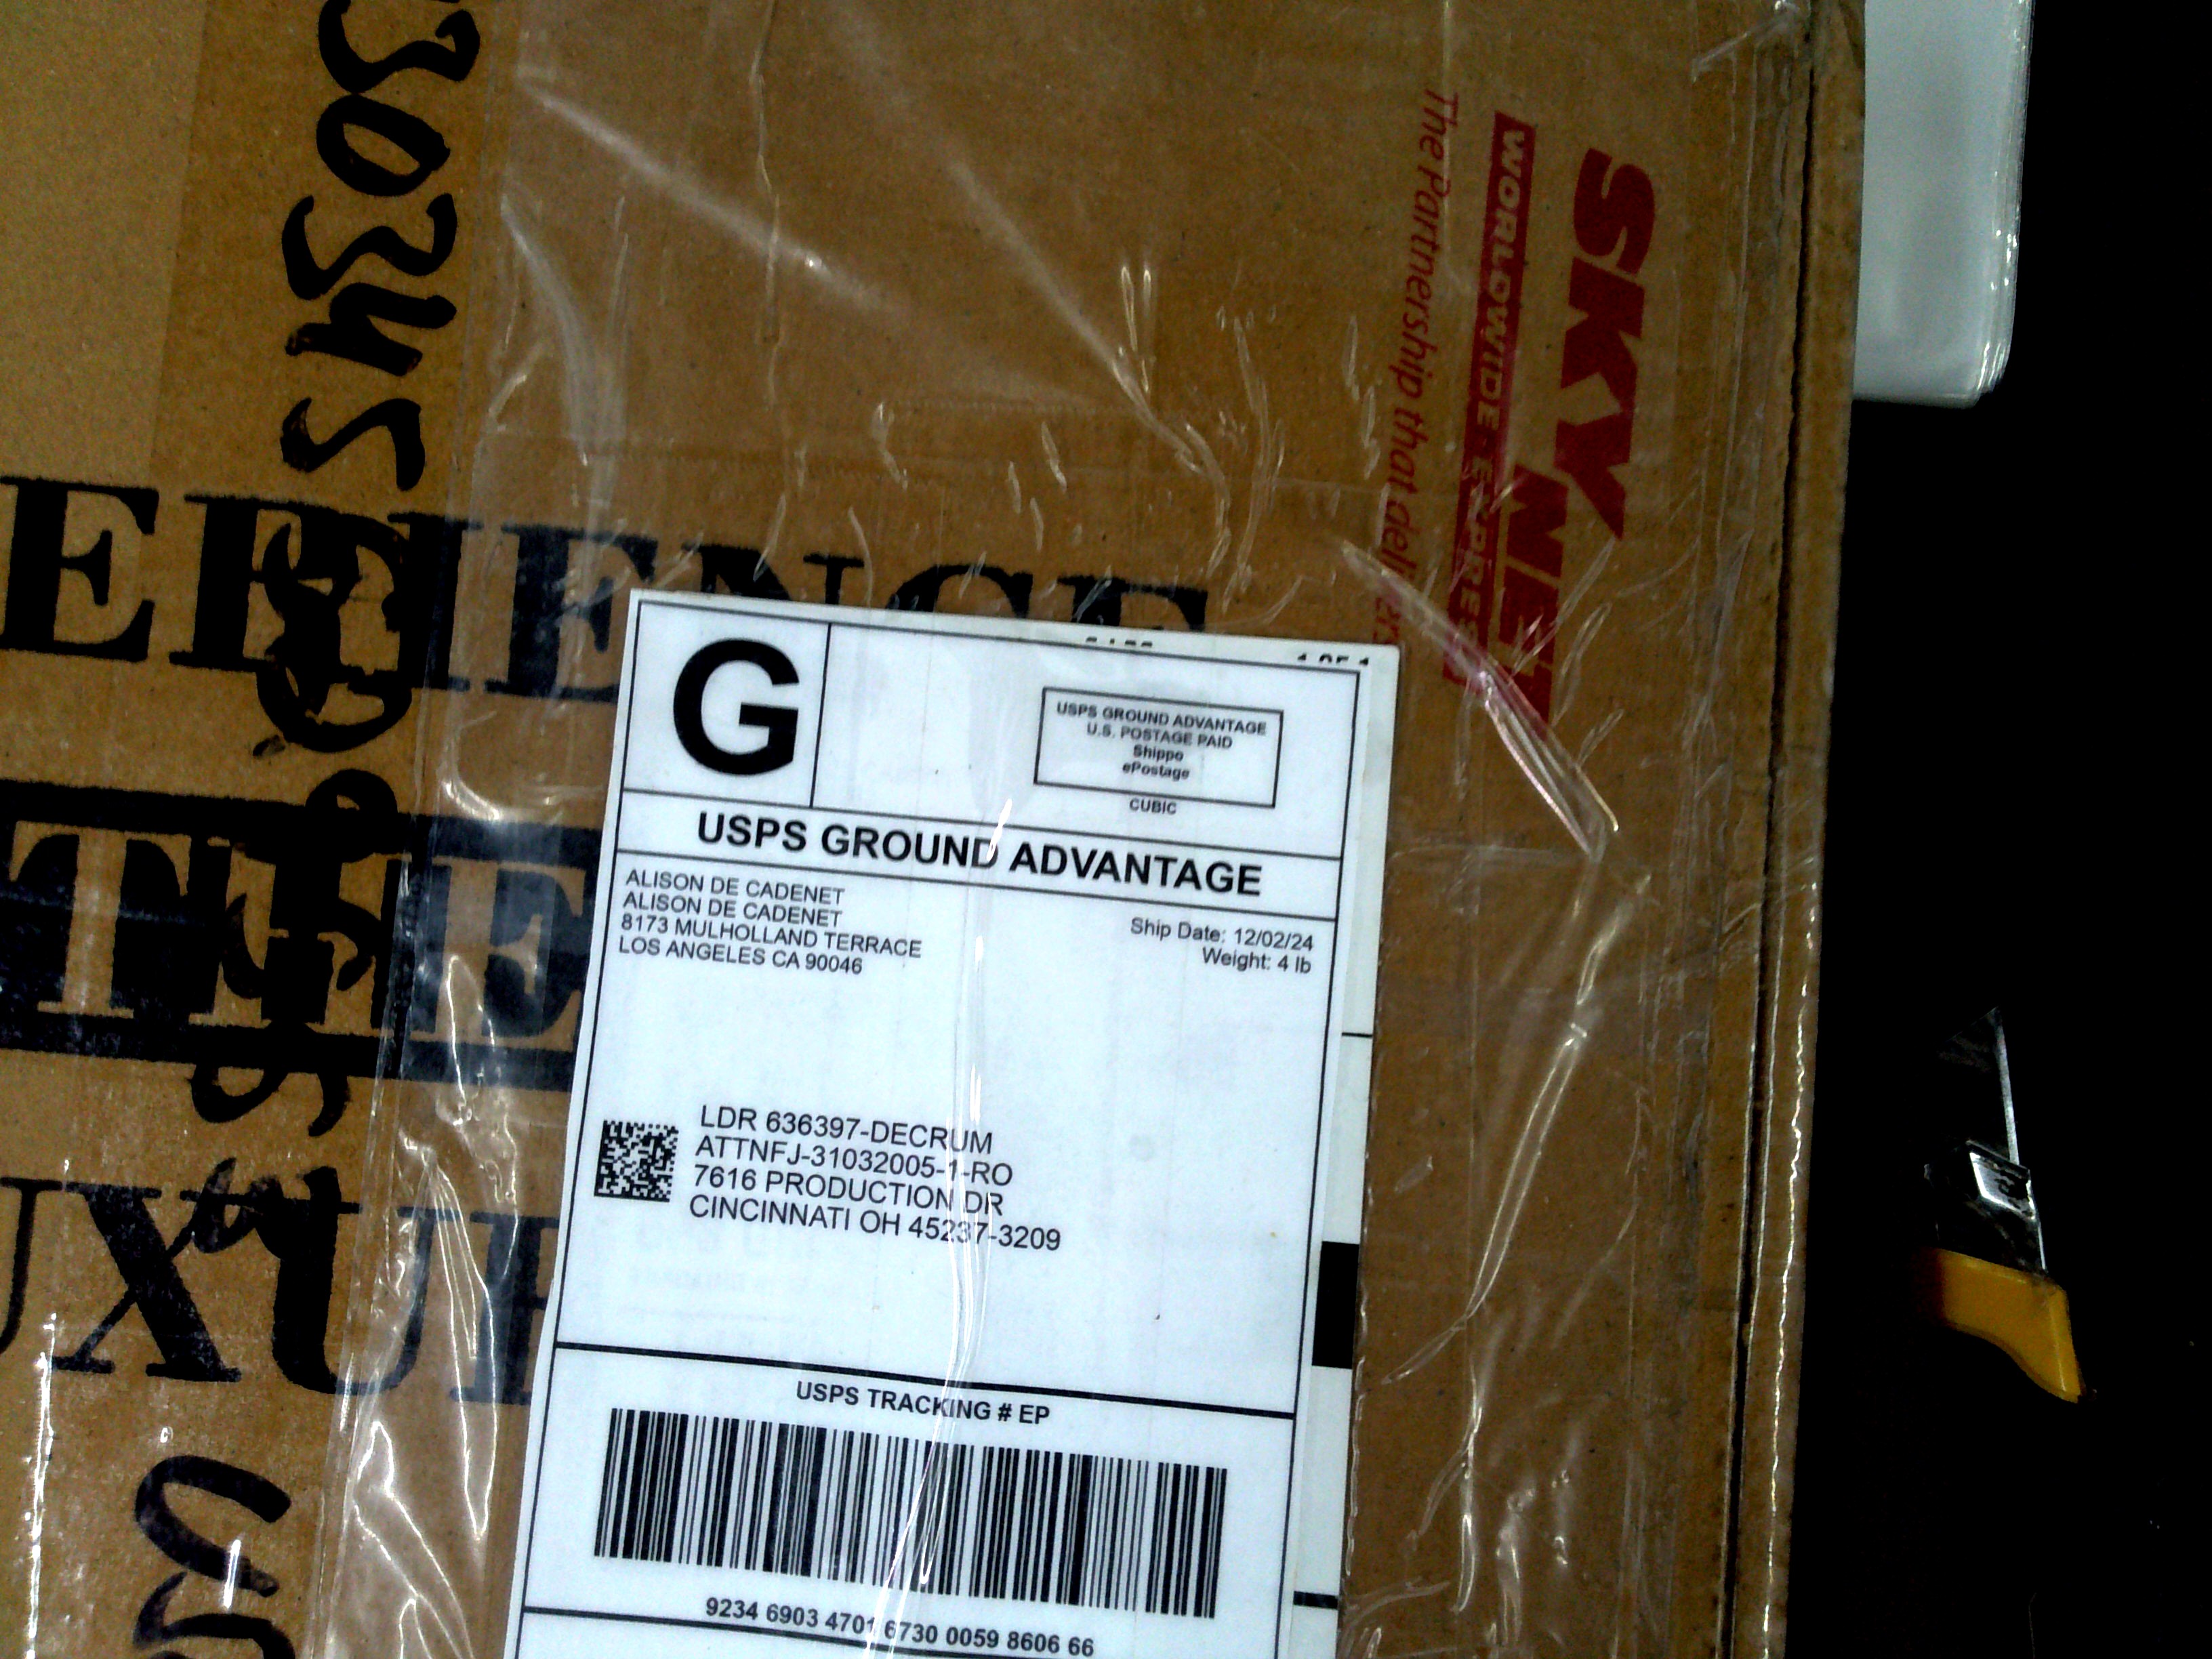 SKYNET
WORLDWIDE EXPRESS
The Partnership that delivers
G
USPS GROUND ADVANTAGE
U.S. POSTAGE PAID
Shippo
ePostage
CUBIC
USPS GROUND ADVANTAGE
ALISON DE CADENET
ALISON DE CADENET
8173 MULHOLLAND TERRACE
LOS ANGELES CA 90046
Ship Date: 12/02/24
Weight: 4 lb
LDR 636397-DECRUM
ATTNFJ-31032005-1-RO
7616 PRODUCTION DR
CINCINNATI OH 45237-3209
USPS TRACKING # EP
9234 6903 4701 6730 0059 8606 66